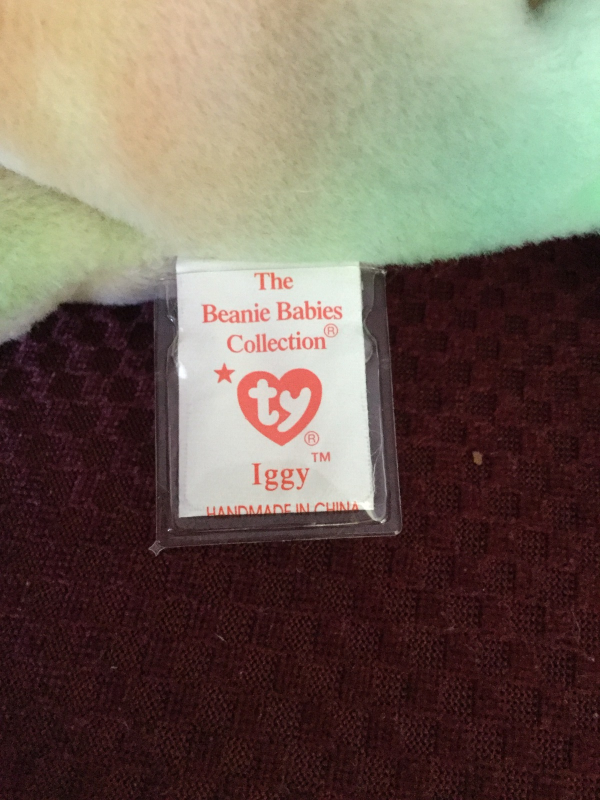 The
Beanie Babies
Collection®
★ ty®
Iggy™
HANDMADE IN CHINA